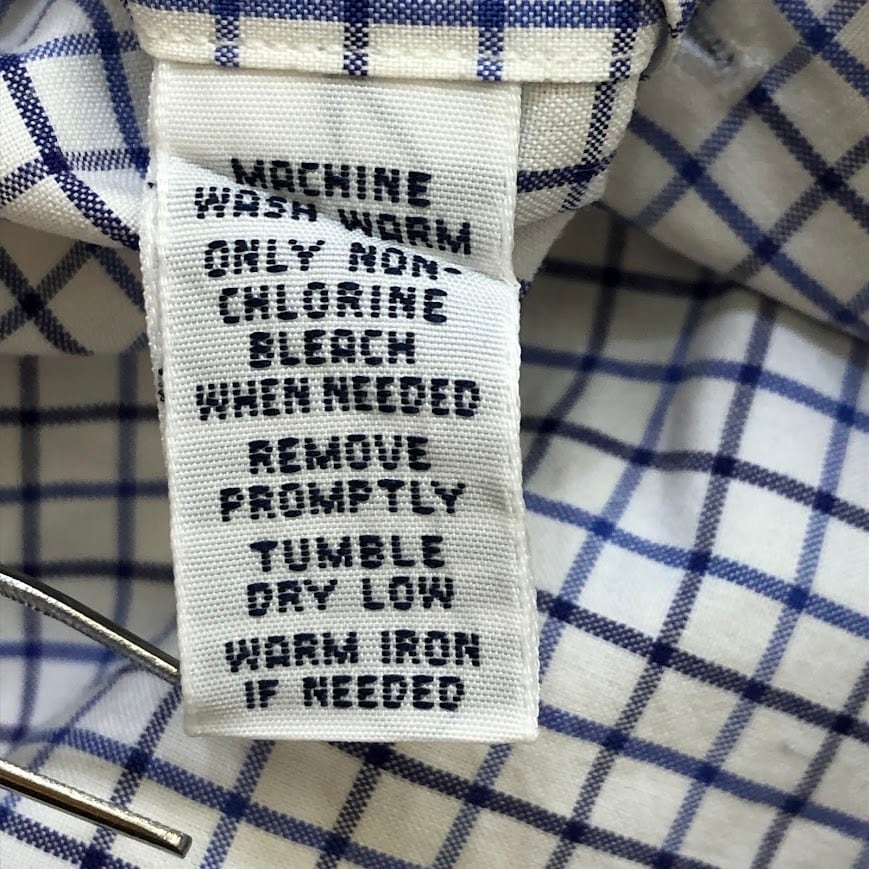 MACHINE
WASH WARM
ONLY NON-
CHLORINE
BLEACH
WHEN NEEDED
REMOVE
PROMPTLY
TUMBLE
DRY LOW
WARM IRON
IF NEEDED